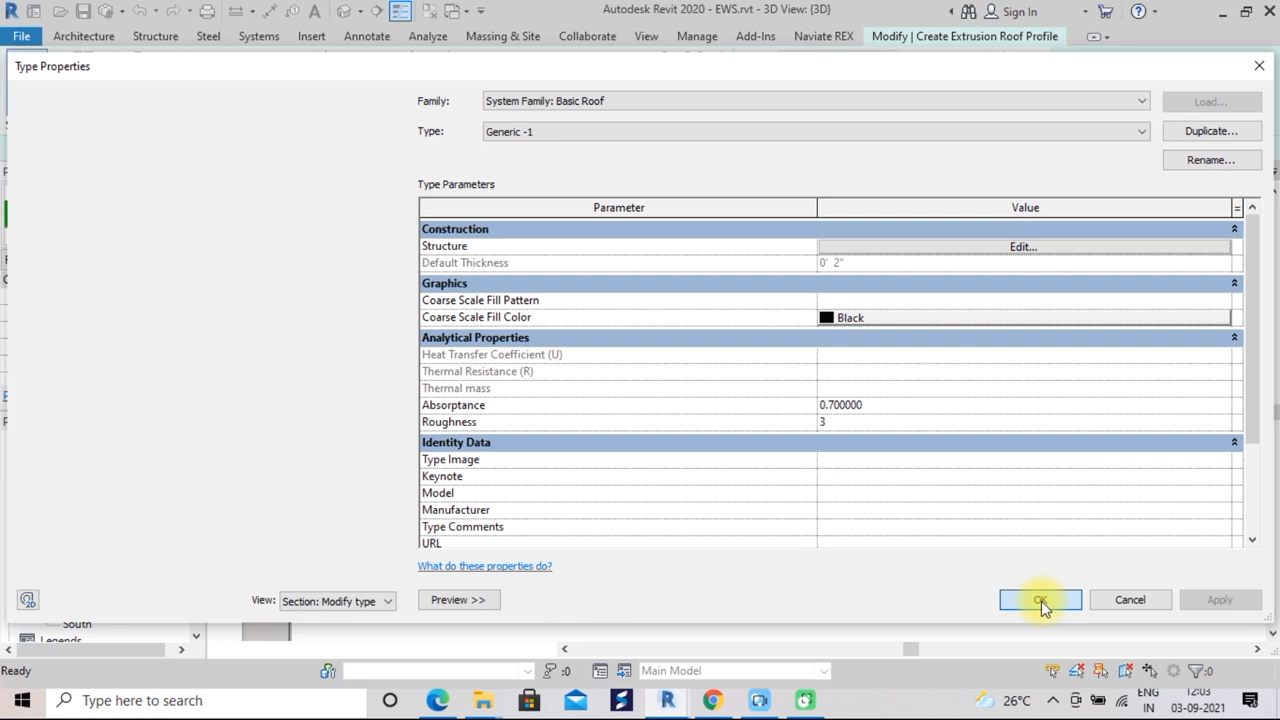 Autodesk Revit 2020 - EWS.rvt - 3D View: {3D}
Sign In
File Architecture Structure Steel Systems Insert Annotate Analyze Massing & Site Collaborate View Manage Add-Ins Naviate REX Modify | Create Extrusion Roof Profile
Type Properties
Family: System Family: Basic Roof Load...
Type: Generic -1 Duplicate...
Rename...
Type Parameters
Parameter Value =
Construction
Structure Edit...
Default Thickness 0' 2"
Graphics
Coarse Scale Fill Pattern
Coarse Scale Fill Color Black
Analytical Properties
Heat Transfer Coefficient (U)
Thermal Resistance (R)
Thermal mass
Absorptance 0.700000
Roughness 3
Identity Data
Type Image
Keynote
Model
Manufacturer
Type Comments
URL
What do these properties do?
View: Section: Modify type Preview >> OK Cancel Apply
South
Legends
Ready :0 Main Model :0
Type here to search 26°C ENG IN 12:03 03-09-2021